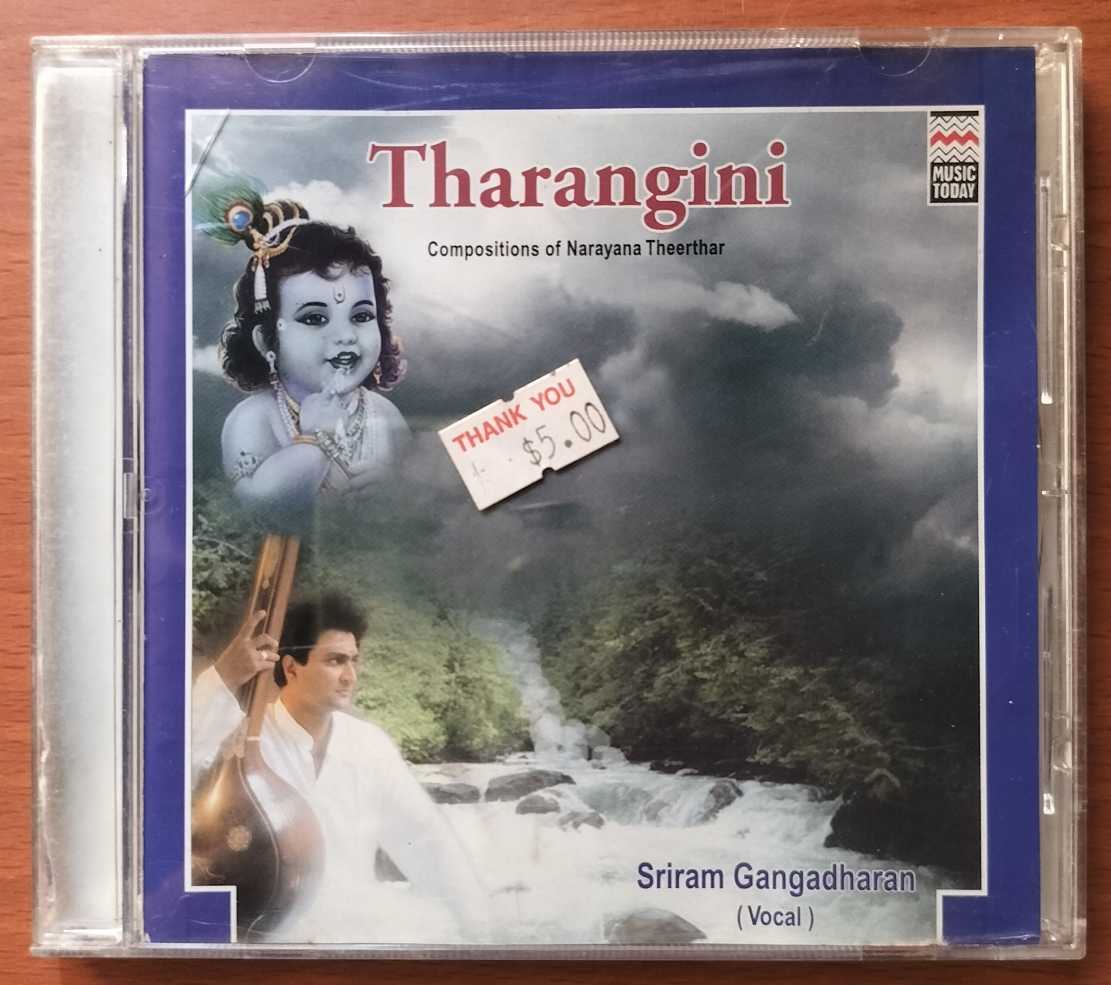 Tharangini
MUSIC
TODAY
Compositions of Narayana Theerthar
THANK YOU
$5.00
Sriram Gangadharan
( Vocal )